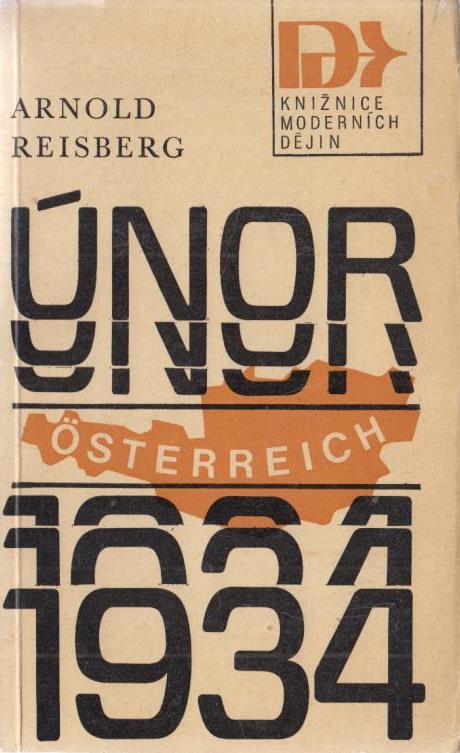 ARNOLD
REISBERG
KNIŽNICE
MODERNÍCH
DĚJIN
ÚNOR
ÖSTERREICH
1934